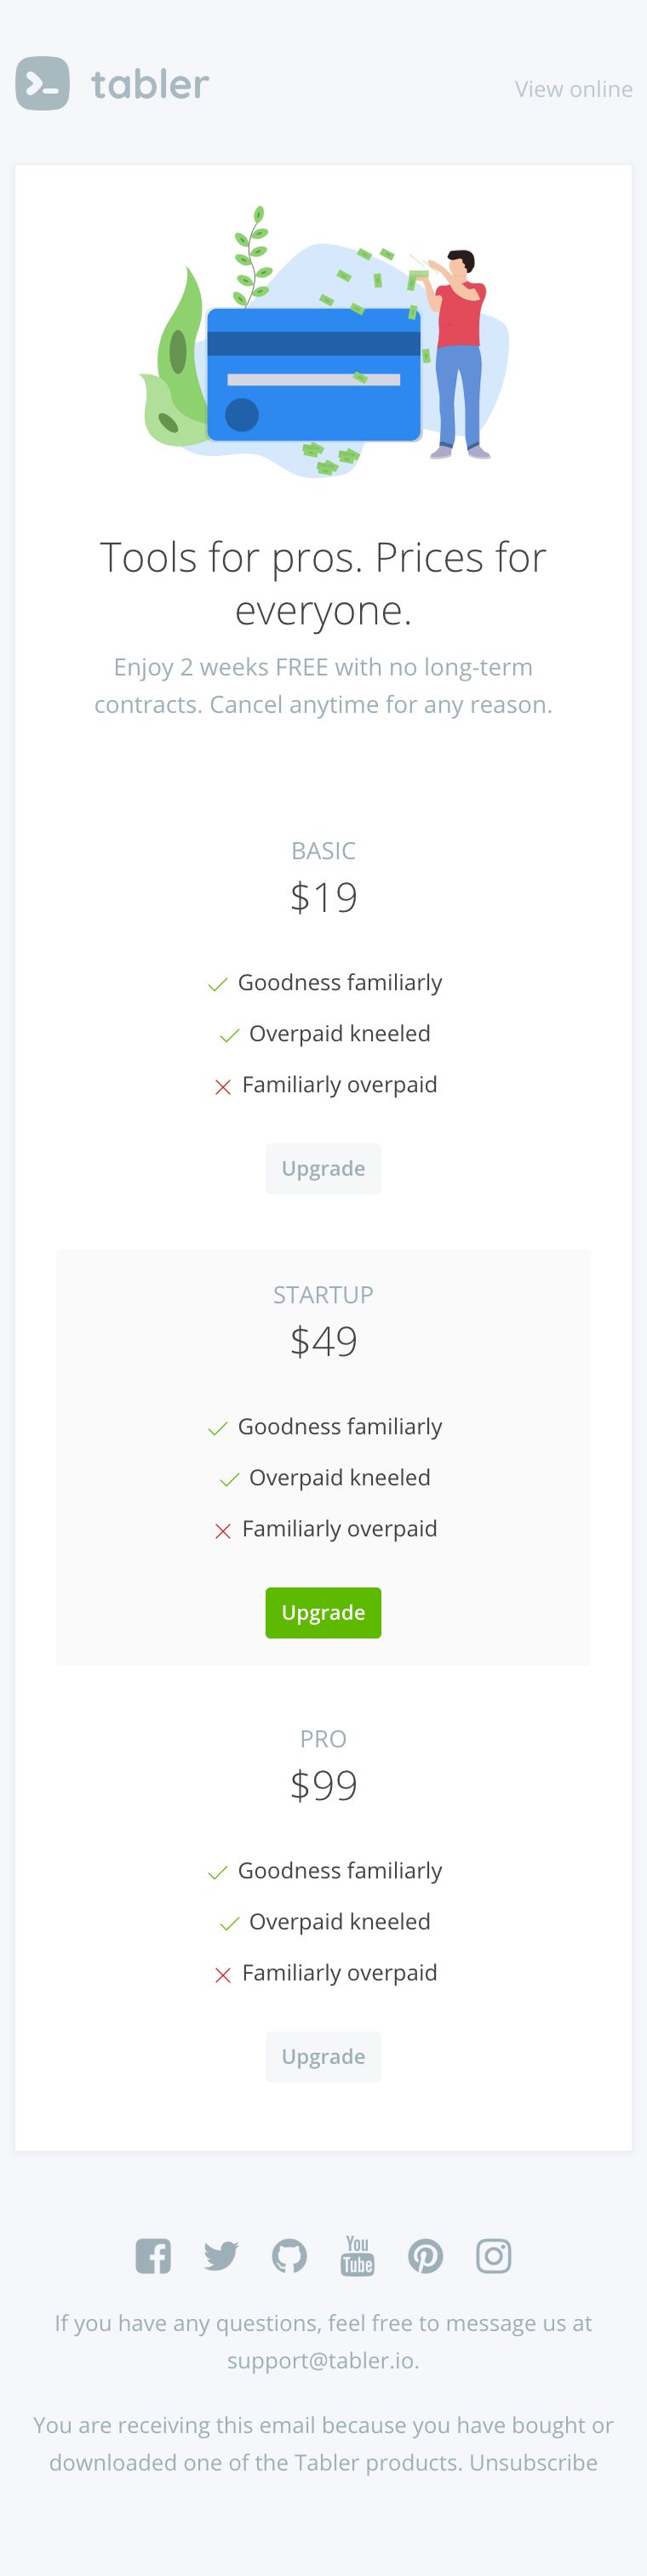 tabler
View online
Tools for pros. Prices for
everyone.
Enjoy 2 weeks FREE with no long-term
contracts. Cancel anytime for any reason.
BASIC
$19
Goodness familiarly
Overpaid kneeled
Familiarly overpaid
Upgrade
STARTUP
$49
Goodness familiarly
Overpaid kneeled
Familiarly overpaid
Upgrade
PRO
$99
Goodness familiarly
Overpaid kneeled
Familiarly overpaid
Upgrade
You
Tube
If you have any questions, feel free to message us at
support@tabler.io.
You are receiving this email because you have bought or
downloaded one of the Tabler products. Unsubscribe